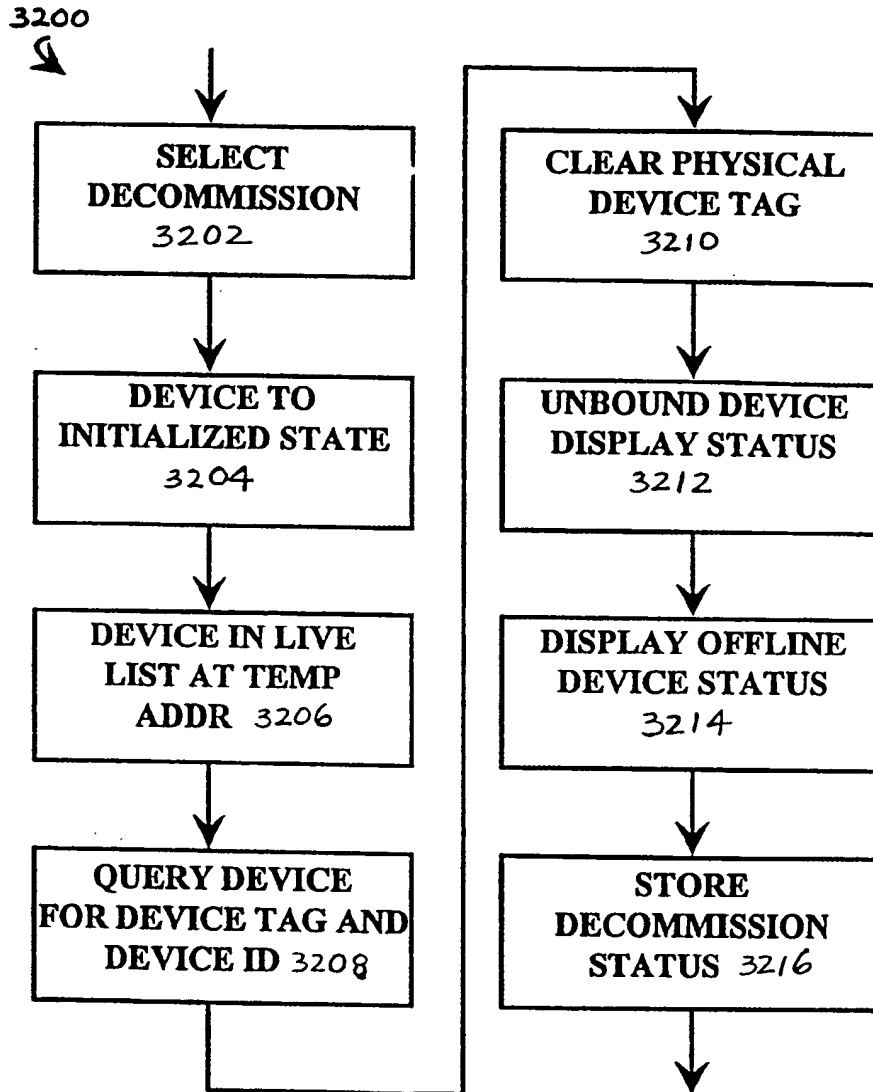 3200
SELECT
DECOMMISSION
3202
DEVICE TO
INITIALIZED STATE
3204
DEVICE IN LIVE
LIST AT TEMP
ADDR 3206
QUERY DEVICE
FOR DEVICE TAG AND
DEVICE ID 3208
CLEAR PHYSICAL
DEVICE TAG
3210
UNBOUND DEVICE
DISPLAY STATUS
3212
DISPLAY OFFLINE
DEVICE STATUS
3214
STORE
DECOMMISSION
STATUS 3216